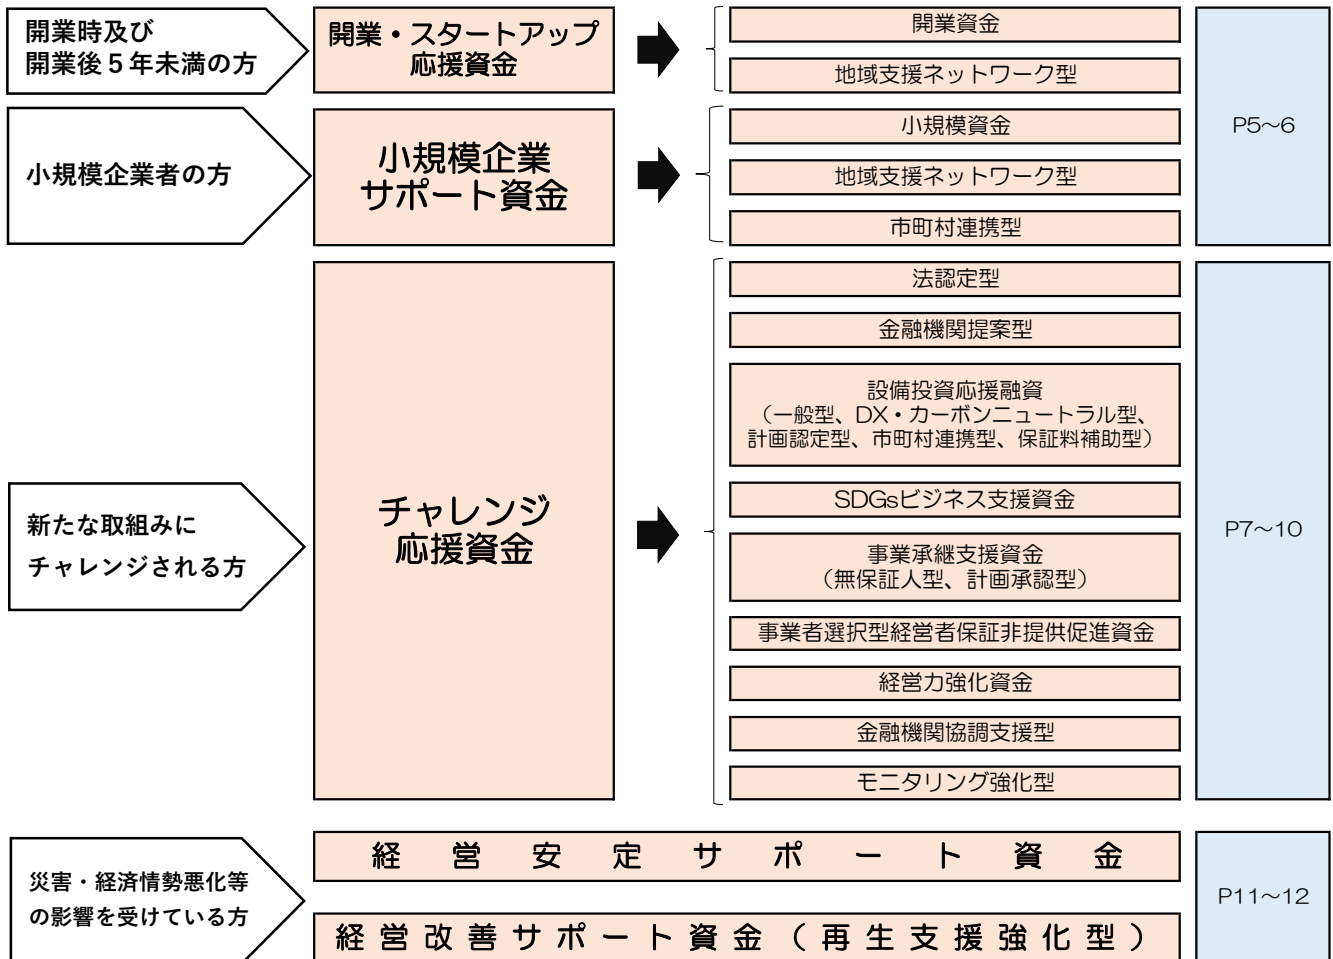 開業時及び
開業後5年未満の方
開業・スタートアップ
応援資金
開業資金
地域支援ネットワーク型
小規模企業者の方
小規模企業
サポート資金
小規模資金
地域支援ネットワーク型
市町村連携型
P5～6
新たな取組みに
チャレンジされる方
チャレンジ
応援資金
法認定型
金融機関提案型
設備投資応援融資
（一般型、DX・カーボンニュートラル型、
計画認定型、市町村連携型、保証料補助型）
SDGsビジネス支援資金
事業承継支援資金
（無保証人型、計画承認型）
事業者選択型経営者保証非提供促進資金
経営力強化資金
金融機関協調支援型
モニタリング強化型
P7～10
災害・経済情勢悪化等
の影響を受けている方
経営安定サポート資金
経営改善サポート資金（再生支援強化型）
P11～12